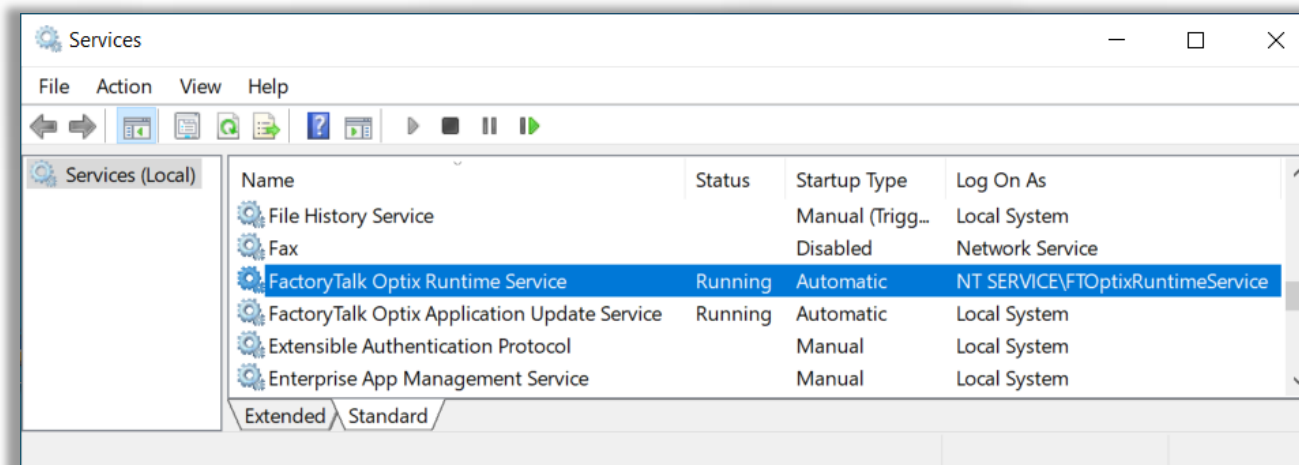 Services
File Action View Help
Services (Local)
Name Status Startup Type Log On As
File History Service Manual (Trigg... Local System
Fax Disabled Network Service
FactoryTalk Optix Runtime Service Running Automatic NT SERVICE\FTOptixRuntimeService
FactoryTalk Optix Application Update Service Running Automatic Local System
Extensible Authentication Protocol Manual Local System
Enterprise App Management Service Manual Local System
Extended Standard